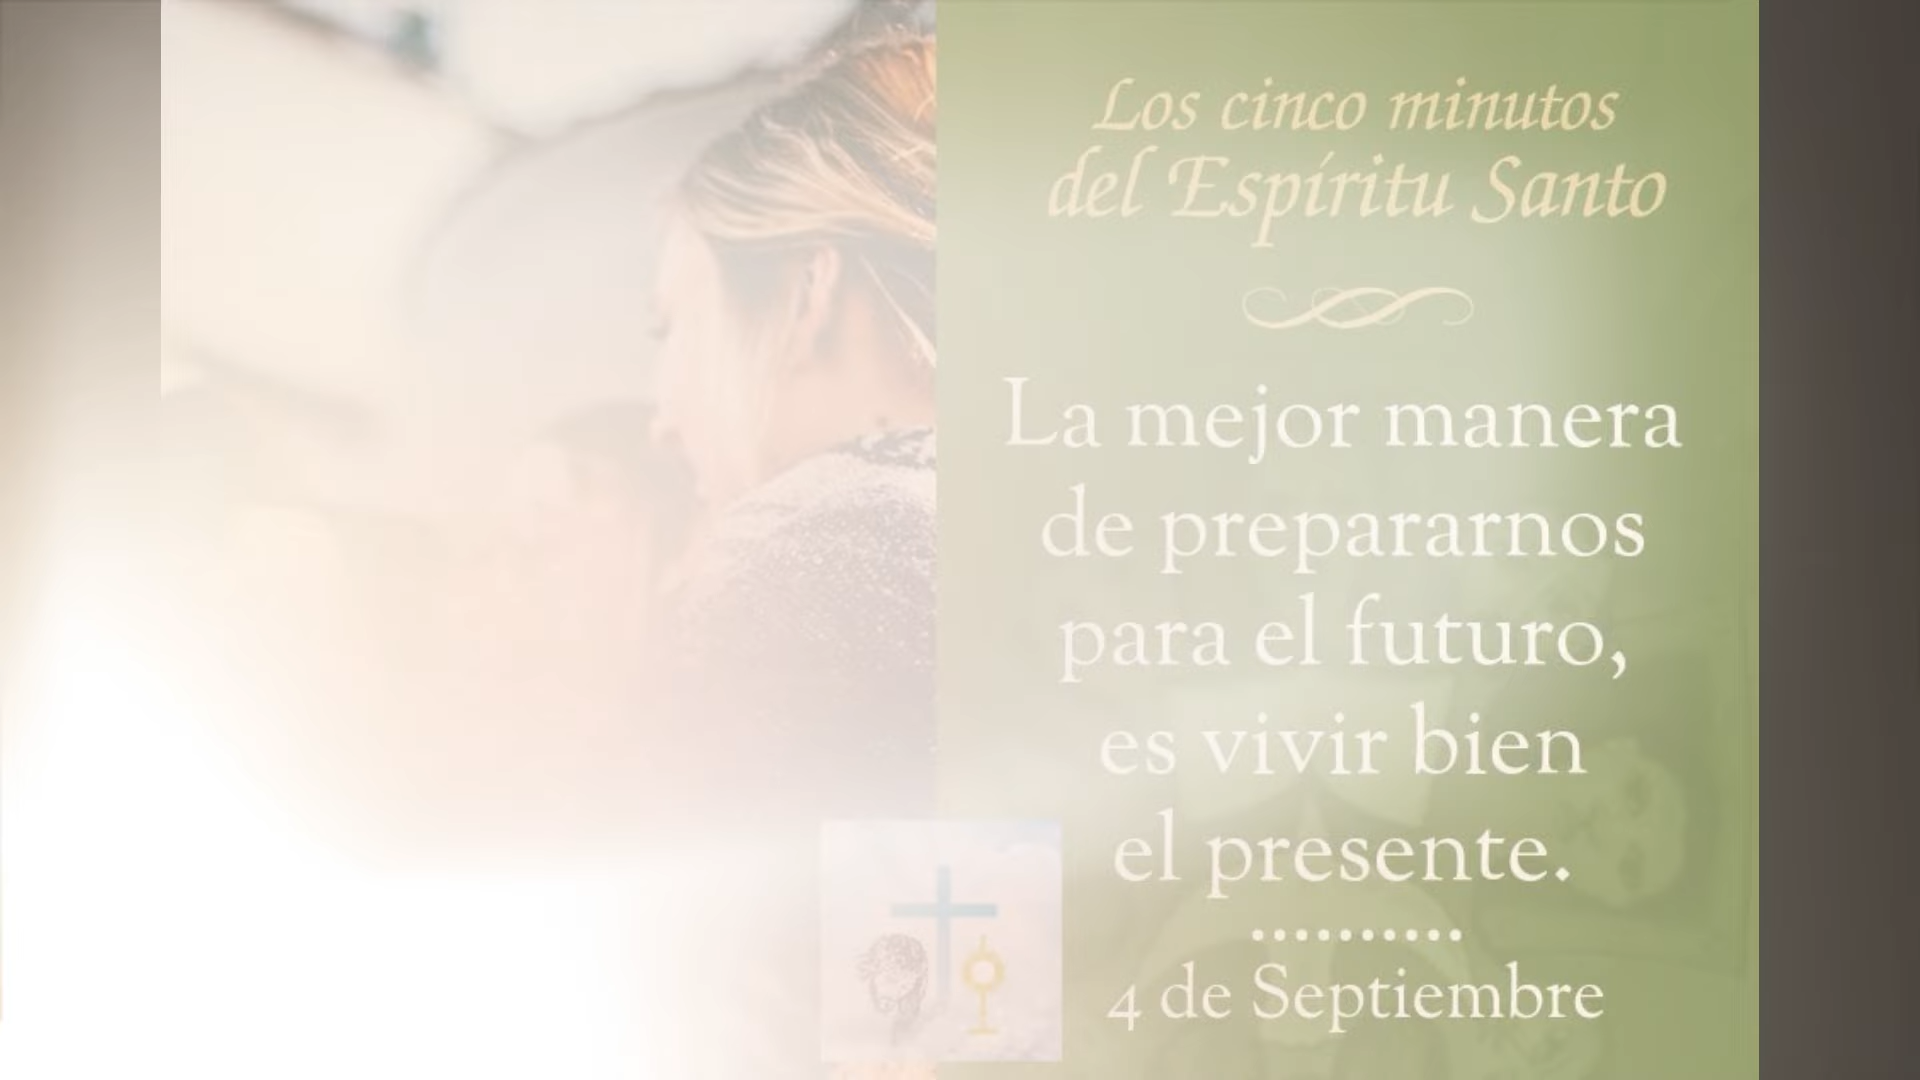 Los cinco minutos
del Espíritu Santo
La mejor manera
de prepararnos
para el futuro,
es vivir bien
el presente.
4 de Septiembre